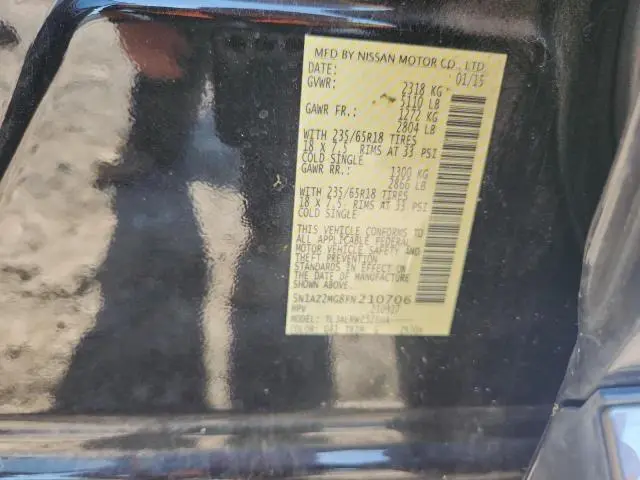 MFD BY NISSAN MOTOR CO., LTD
DATE: 01/15
GVWR: 2318 KG
5110 LB
GAWR FR.: 1272 KG
2804 LB
WITH 235/65R18 TIRES
18 X 7.5 RIMS AT 33 PSI
COLD SINGLE
GAWR RR.: 1300 KG
2866 LB
WITH 235/65R18 TIRES
18 X 7.5 RIMS AT 33 PSI
COLD SINGLE
THIS VEHICLE CONFORMS TO
ALL APPLICABLE FEDERAL
MOTOR VEHICLE SAFETY AND
THEFT PREVENTION
STANDARDS IN EFFECT
ON THE DATE OF MANUFACTURE
SHOWN ABOVE.
5N1AZ2MG8FN210706
MPV
MODEL:
COLOR: TRIM